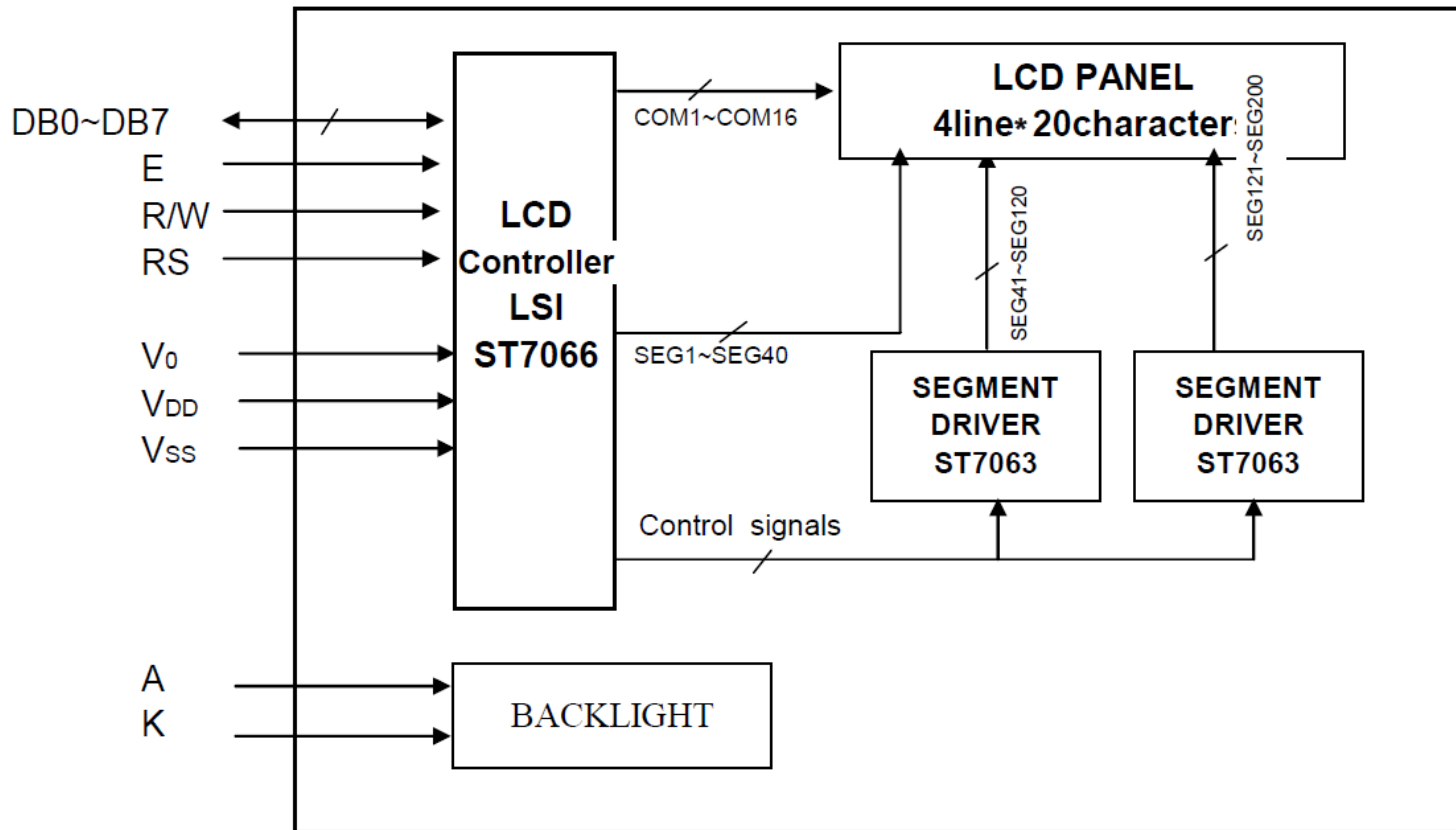 LCD PANEL
4line* 20character
DB0~DB7
E
R/W
RS
V0
VDD
VSS
LCD
Controller
LSI
ST7066
COM1~COM16
SEG1~SEG40
SEG41~SEG120
SEG121~SEG200
SEGMENT
DRIVER
ST7063
SEGMENT
DRIVER
ST7063
Control signals
A
K
BACKLIGHT